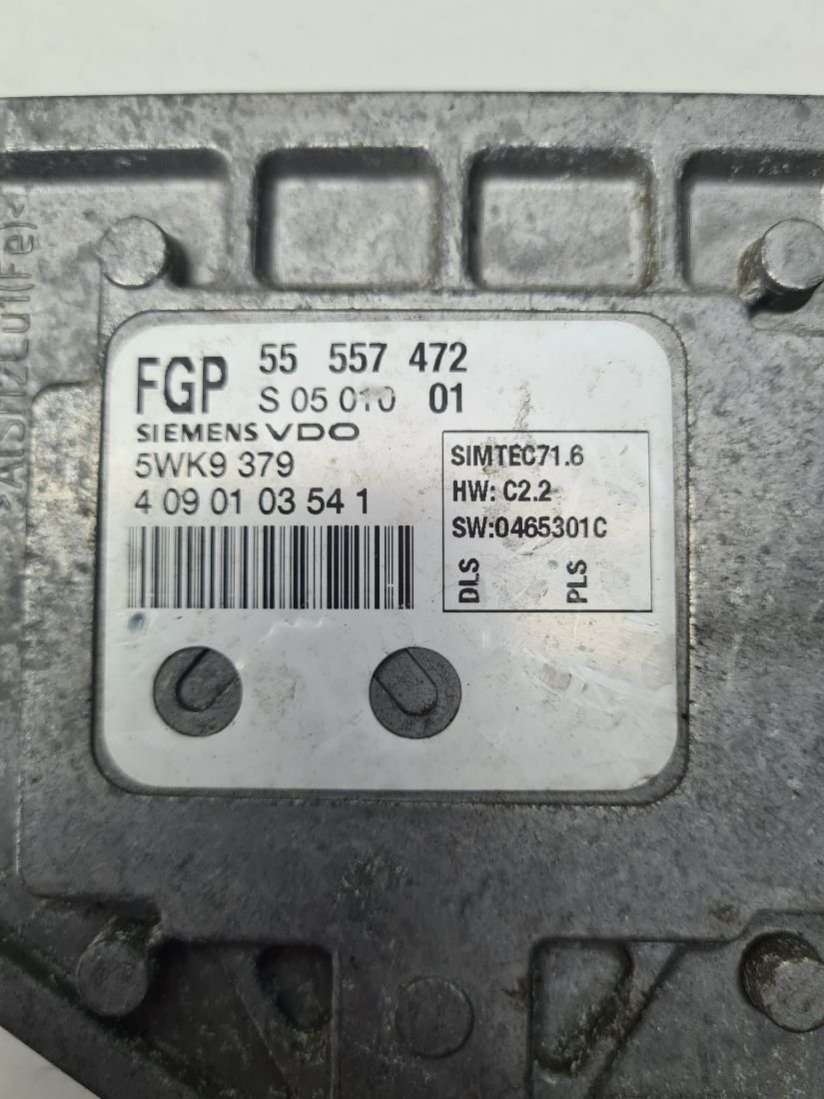 FGP 55 557 472
S 05 010 01
SIEMENS VDO
5WK9 379
4 09 01 03 54 1
SIMTEC71.6
HW: C2.2
SW:0465301C
DLS
PLS